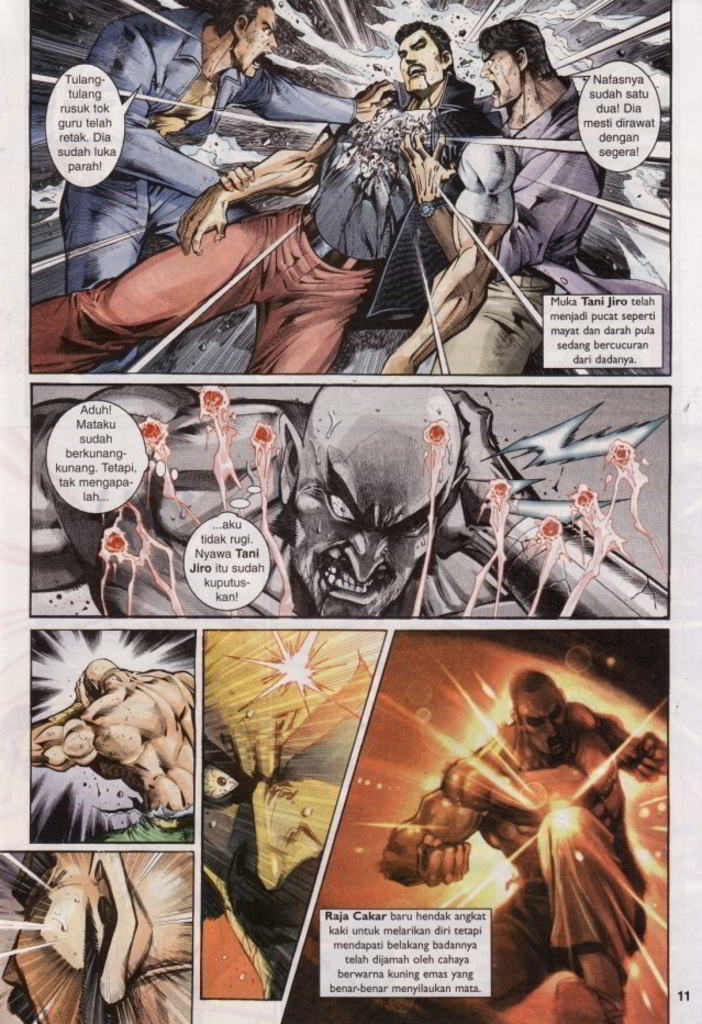 Tulang-
tulang
rusuk tok
guru telah
retak. Dia
sudah luka
parah!
Nafasnya
sudah satu
dua! Dia
mesti dirawat
dengan
segera!
Muka Tani Jiro telah
menjadi pucat seperti
mayat dan darah pula
sedang bercucuran
dari dadanya.
Aduh!
Mataku
sudah
berkunang-
kunang. Tetapi,
tak mengapa-
lah...
...aku
tidak rugi.
Nyawa Tani
Jiro itu sudah
kuputus-
kan!
Raja Cakar baru hendak angkat
kaki untuk melarikan diri tetapi
mendapati belakang badannya
telah dijamah oleh cahaya
berwarna kuning emas yang
benar-benar menyilaukan mata.
11